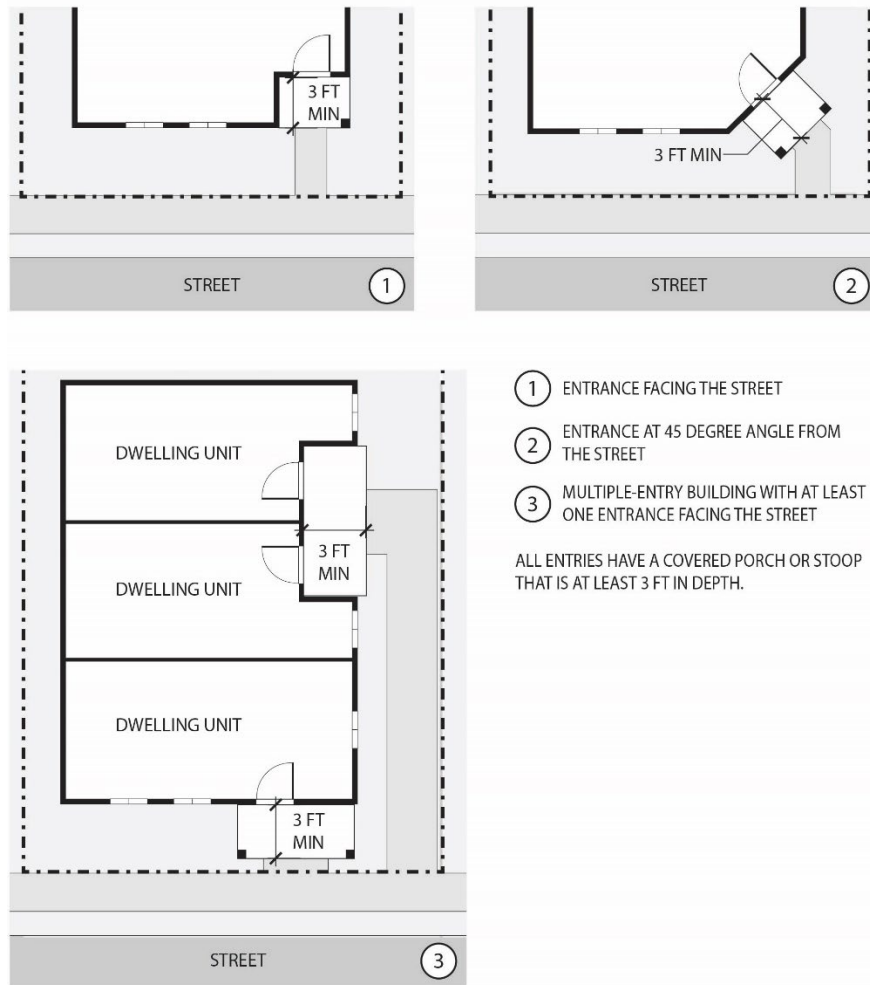 3 FT
MIN
STREET
1
3 FT MIN
STREET
2
DWELLING UNIT
3 FT
MIN
DWELLING UNIT
DWELLING UNIT
3 FT
MIN
STREET
3
1 ENTRANCE FACING THE STREET
2 ENTRANCE AT 45 DEGREE ANGLE FROM
THE STREET
3 MULTIPLE-ENTRY BUILDING WITH AT LEAST
ONE ENTRANCE FACING THE STREET
ALL ENTRIES HAVE A COVERED PORCH OR STOOP
THAT IS AT LEAST 3 FT IN DEPTH.